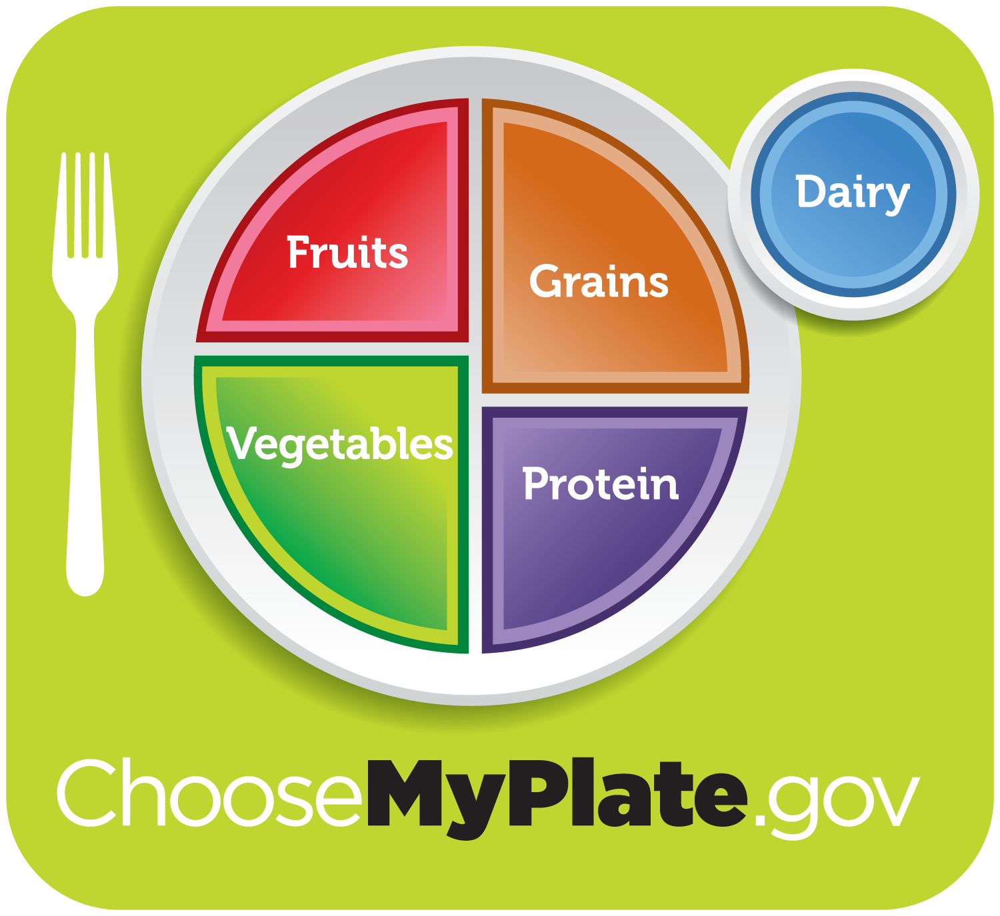 Fruits
Grains
Dairy
Vegetables
Protein
ChooseMyPlate.gov